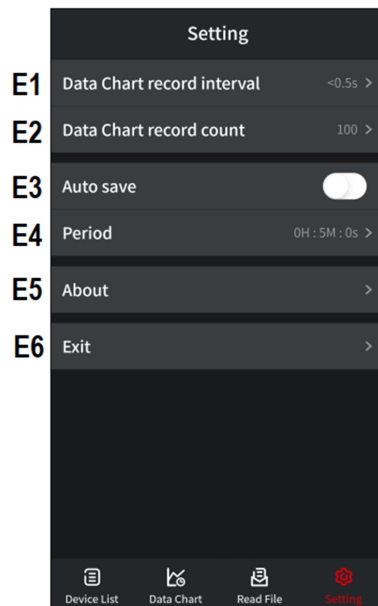 Setting
E1 Data Chart record interval <0.5s >
E2 Data Chart record count 100 >
E3 Auto save
E4 Period 0H : 5M : 0s >
E5 About >
E6 Exit >
Device List Data Chart Read File Setting